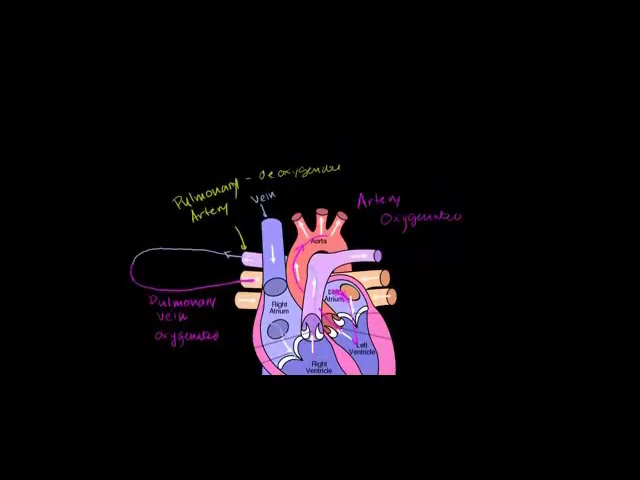 Pulmonary - deoxygenated
Artery
Vein
Artery
Oxygenated
Aorta
Pulmonary
vein
oxygenated
Right
Atrium
Left
Atrium
Left
Ventricle
Right
Ventricle